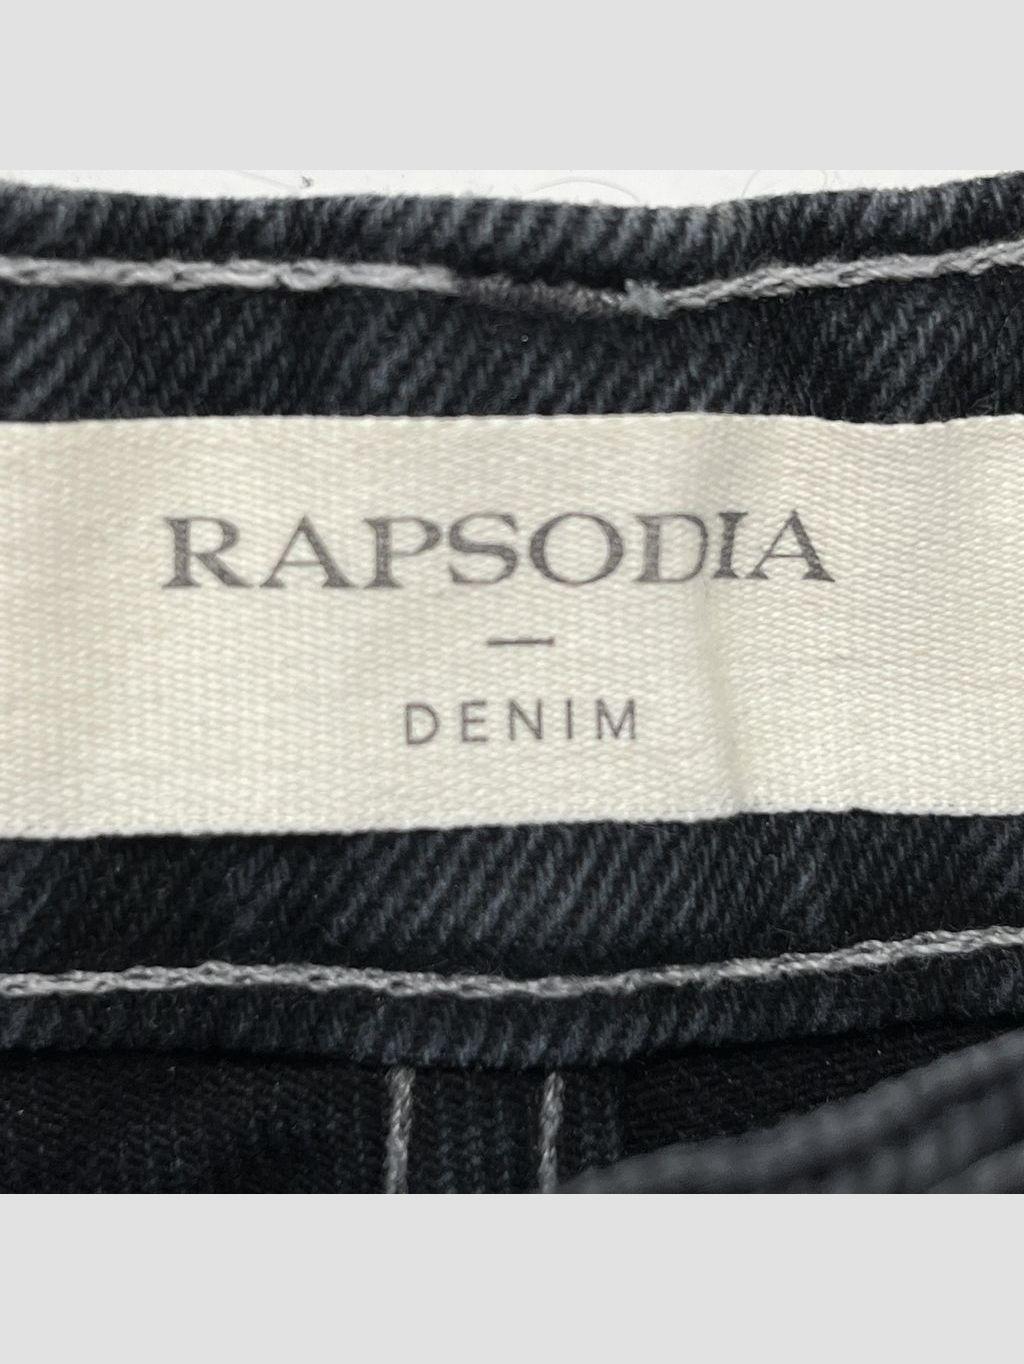 RAPSODIA
—
DENIM